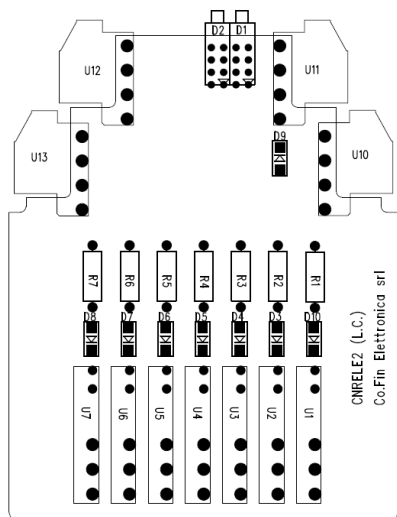 D2 D1
U12 U11
D9
U13 U10
R7 R6 R5 R4 R3 R2 R1
D8 D7 D6 D5 D4 D3 D10
U7 U6 U5 U4 U3 U2 U1
CNRELE2 (L.C.)
Co.Fin Elettronica srl